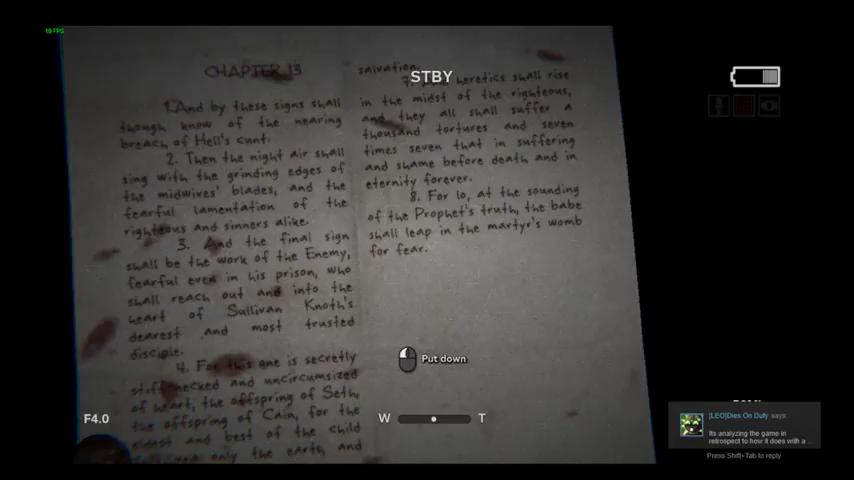 19 FPS
CHAPTER 13
1. And by these signs shall
though know of the nearing
breach of Hell's cunt.
2. Then the night air shall
sing with the grinding edges of
the midwives' blades, and the
fearful lamentation of the
righteous and sinners alike.
3. And the final sign
shall be the work of the Enemy,
fearful even in his prison, who
shall reach out and into the
heart of Sullivan Knoth's
dearest and most trusted
disciple.
4. For this one is secretly
stiff necked and uncircumsized
of heart, the offspring of Seth,
the offspring of Cain, for the
and best of the child
only the earth and
salvation.
7. heretics shall rise
in the midst of the righteous,
and they all shall suffer a
thousand tortures and seven
times seven that in suffering
and shame before death and in
eternity forever.
8. For lo, at the sounding
of the Prophet's truth, the babe
shall leap in the martyr's womb
for fear.
STBY
Put down
F4.0
W T
[LEO]Dies On Duty says:
Its analyzing the game in
retrospect to how it does with a ...
Press Shift+Tab to reply